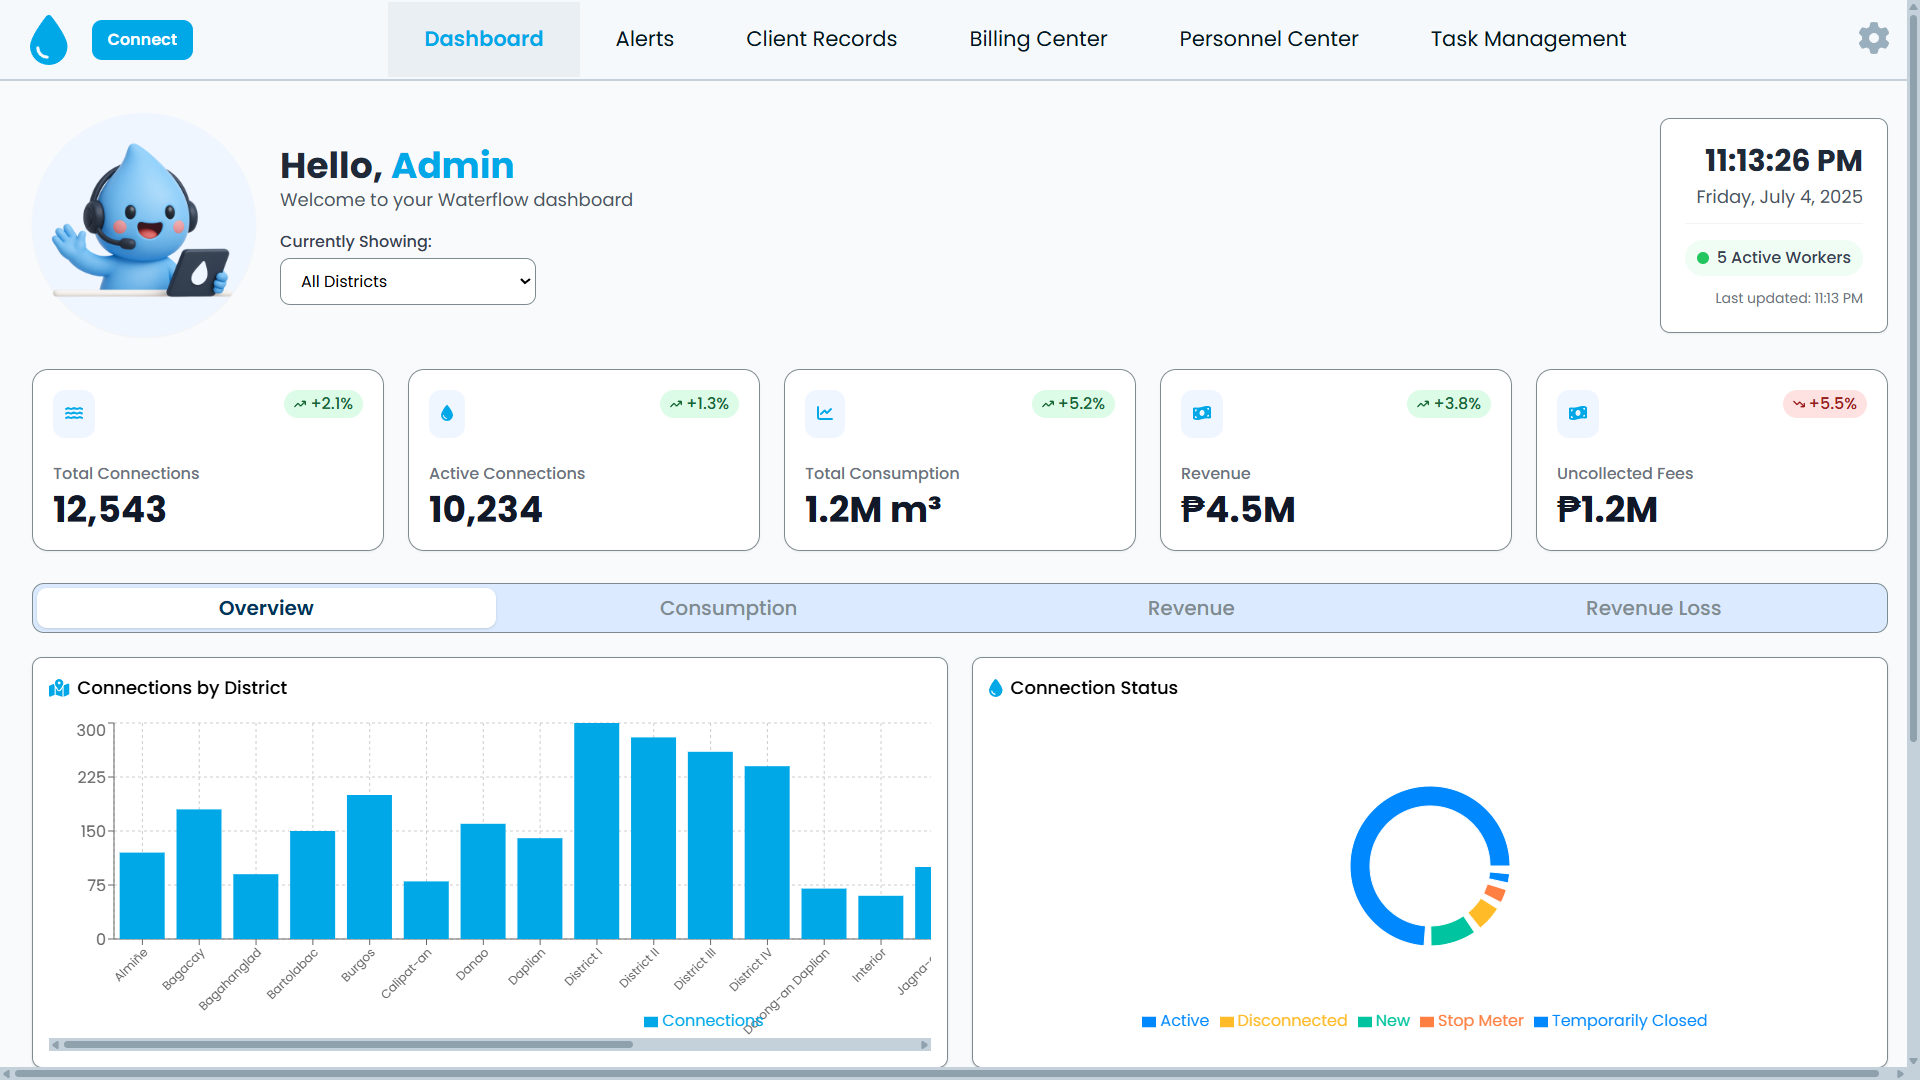 Connect
Dashboard
Alerts
Client Records
Billing Center
Personnel Center
Task Management
Hello, Admin
Welcome to your Waterflow dashboard
Currently Showing:
All Districts
11:13:26 PM
Friday, July 4, 2025
5 Active Workers
Last updated: 11:13 PM
+2.1%
Total Connections
12,543
+1.3%
Active Connections
10,234
+5.2%
Total Consumption
1.2M m³
+3.8%
Revenue
₱4.5M
+5.5%
Uncollected Fees
₱1.2M
Overview
Consumption
Revenue
Revenue Loss
Connections by District
300
225
150
75
0
Almiñe
Bagacay
Bagahanglad
Bartolabac
Burgos
Calipat-an
Danao
Daplian
District I
District II
District III
District IV
Dorong-an Daplian
Interior
Jagna-
Connections
Connection Status
Active
Disconnected
New
Stop Meter
Temporarily Closed